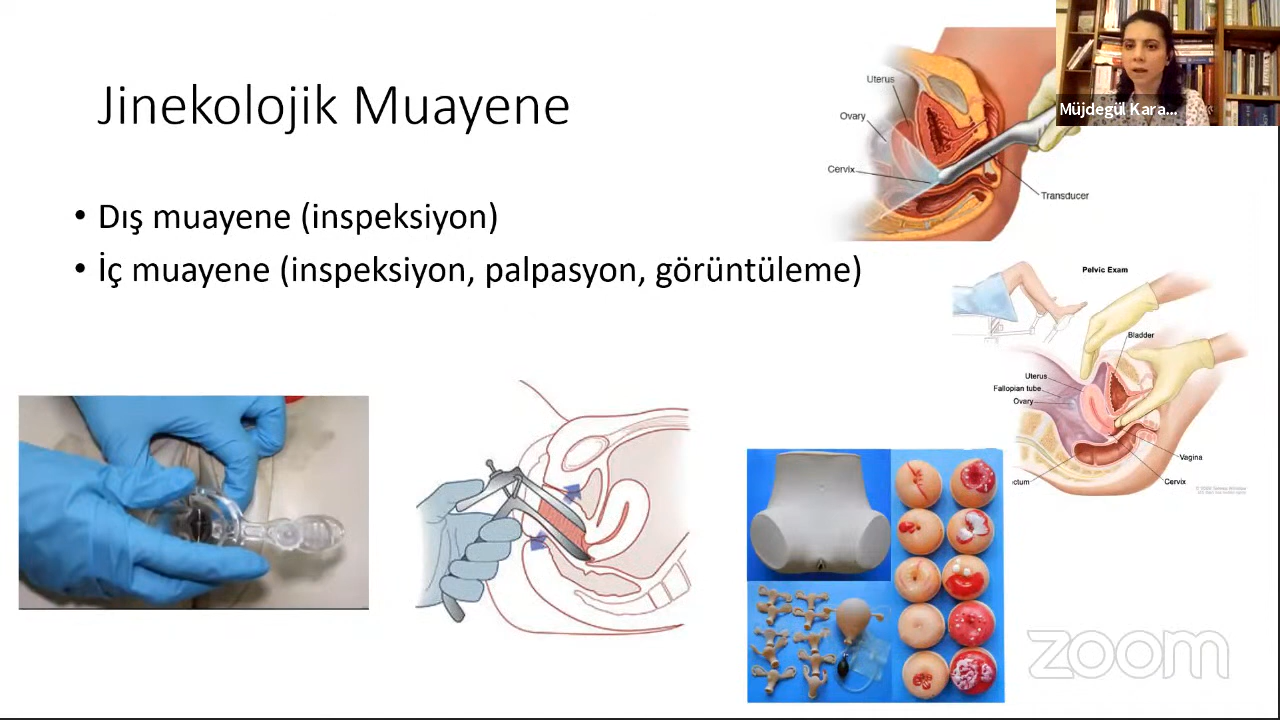 Jinekolojik Muayene
• Dış muayene (inspeksiyon)
• İç muayene (inspeksiyon, palpasyon, görüntüleme)
Uterus
Ovary
Cervix
Transducer
Müjdegül Kara...
Pelvic Exam
Bladder
Uterus
Fallopian tube
Ovary
Vagina
Cervix
ctum
zoom